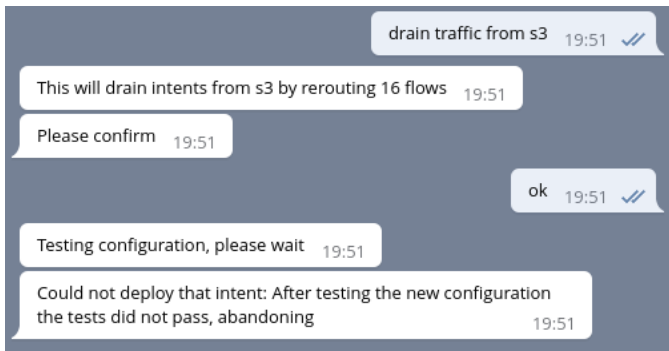 drain traffic from s3 19:51
This will drain intents from s3 by rerouting 16 flows 19:51
Please confirm 19:51
ok 19:51
Testing configuration, please wait 19:51
Could not deploy that intent: After testing the new configuration
the tests did not pass, abandoning 19:51